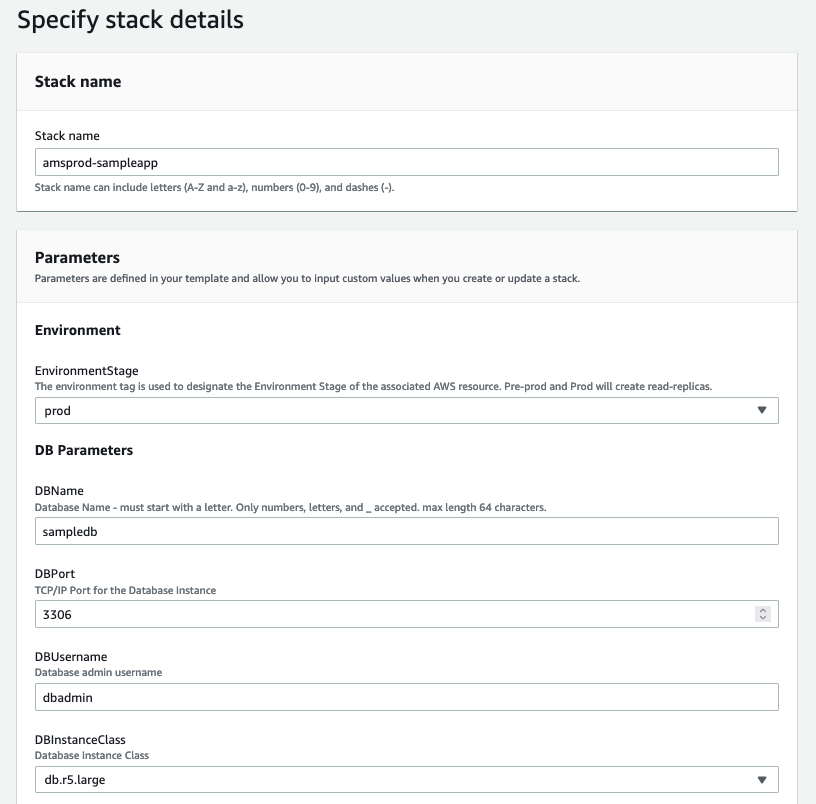 Specify stack details
Stack name
Stack name
amsprod-sampleapp
Stack name can include letters (A-Z and a-z), numbers (0-9), and dashes (-).
Parameters
Parameters are defined in your template and allow you to input custom values when you create or update a stack.
Environment
EnvironmentStage
The environment tag is used to designate the Environment Stage of the associated AWS resource. Pre-prod and Prod will create read-replicas.
prod
DB Parameters
DBName
Database Name - must start with a letter. Only numbers, letters, and _ accepted. max length 64 characters.
sampledb
DBPort
TCP/IP Port for the Database Instance
3306
DBUsername
Database admin username
dbadmin
DBInstanceClass
Database Instance Class
db.r5.large